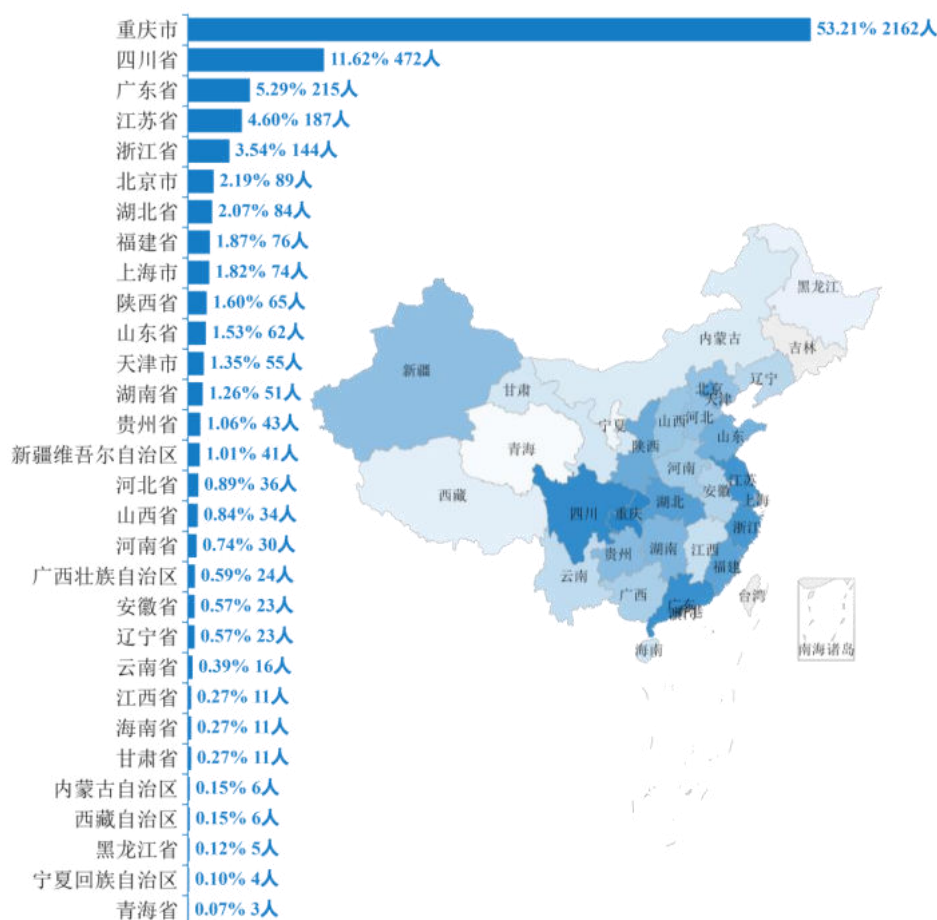 重庆市 53.21% 2162人
四川省 11.62% 472人
广东省 5.29% 215人
江苏省 4.60% 187人
浙江省 3.54% 144人
北京市 2.19% 89人
湖北省 2.07% 84人
福建省 1.87% 76人
上海市 1.82% 74人
陕西省 1.60% 65人
山东省 1.53% 62人
天津市 1.35% 55人
湖南省 1.26% 51人
贵州省 1.06% 43人
新疆维吾尔自治区 1.01% 41人
河北省 0.89% 36人
山西省 0.84% 34人
河南省 0.74% 30人
广西壮族自治区 0.59% 24人
安徽省 0.57% 23人
辽宁省 0.57% 23人
云南省 0.39% 16人
江西省 0.27% 11人
海南省 0.27% 11人
甘肃省 0.27% 11人
内蒙古自治区 0.15% 6人
西藏自治区 0.15% 6人
黑龙江省 0.12% 5人
宁夏回族自治区 0.10% 4人
青海省 0.07% 3人
黑龙江
内蒙古
吉林
新疆
辽宁
甘肃
北京
天津
宁夏
山西
河北
山东
陕西
青海
河南
西藏
江苏
安徽
上海
四川
重庆
湖北
浙江
贵州
湖南
江西
福建
云南
广西
台湾
广东
海南
南海诸岛